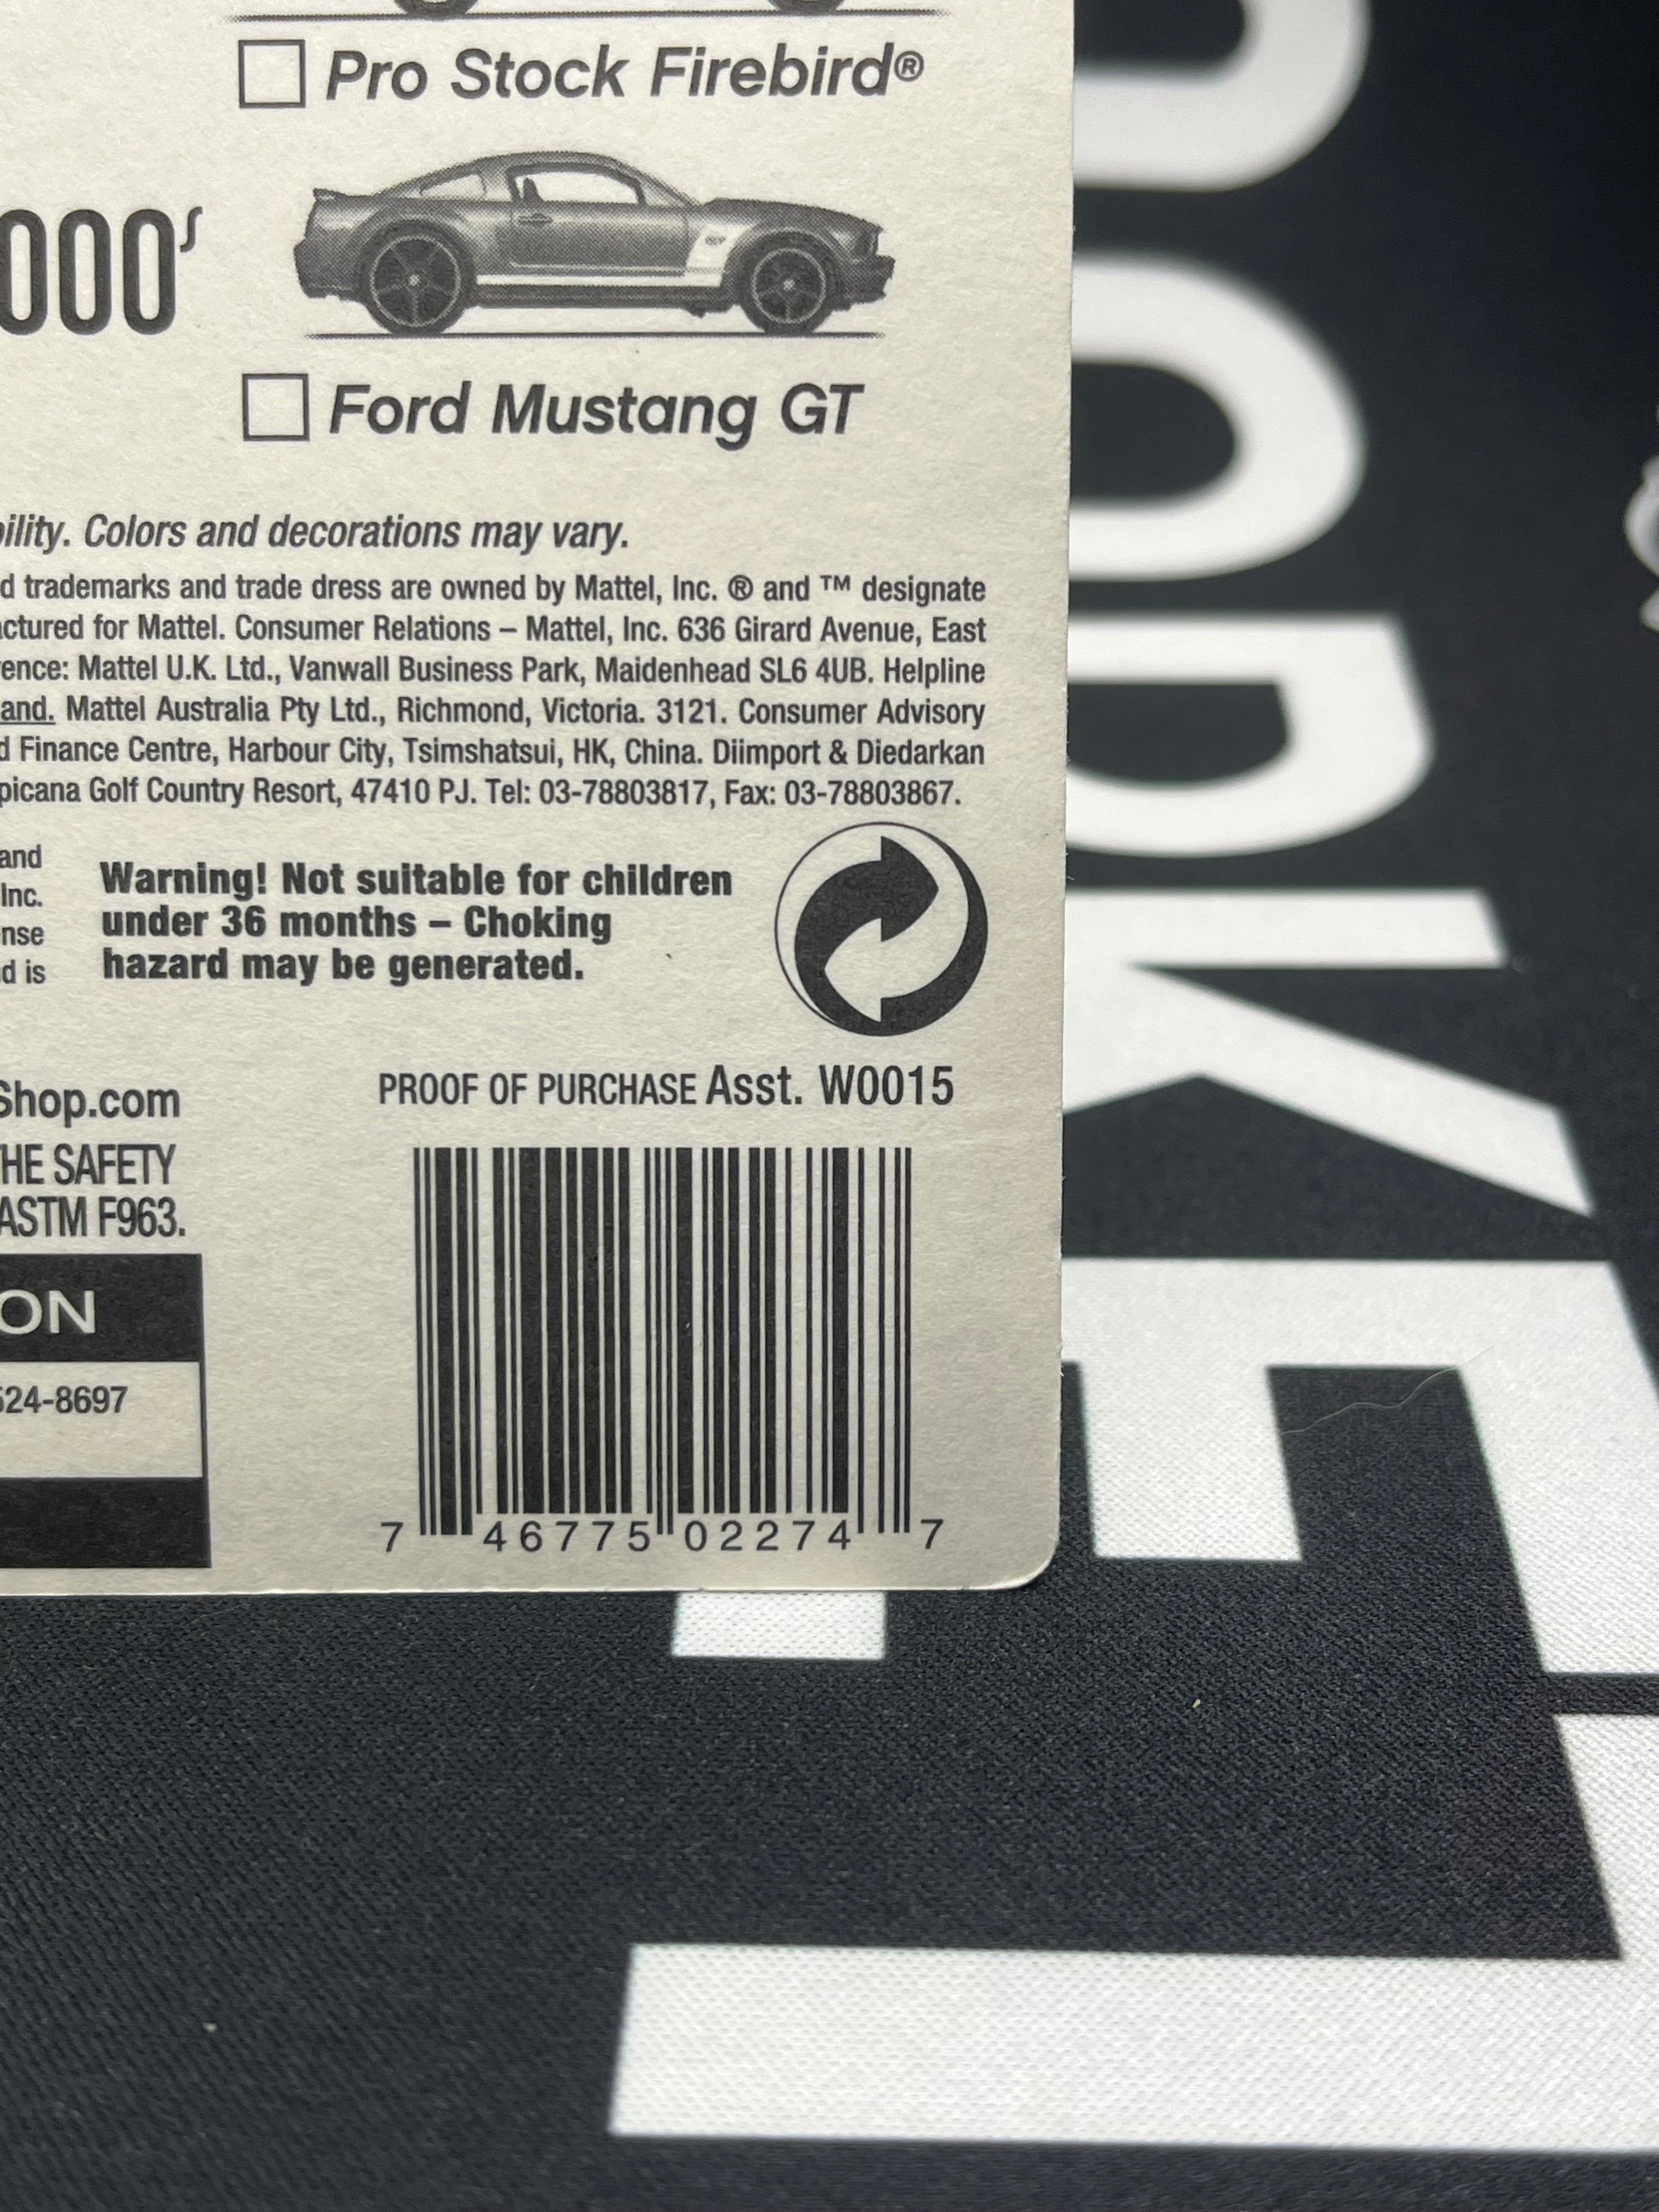 Pro Stock Firebird®
000's
Ford Mustang GT
Colors and decorations may vary.
trademarks and trade dress are owned by Mattel, Inc. ® and ™ designate
for Mattel. Consumer Relations – Mattel, Inc. 636 Girard Avenue, East
Mattel U.K. Ltd., Vanwall Business Park, Maidenhead SL6 4UB. Helpline
and. Mattel Australia Pty Ltd., Richmond, Victoria. 3121. Consumer Advisory
Finance Centre, Harbour City, Tsimshatsui, HK, China. Diimport & Diedarkan
Golf Country Resort, 47410 PJ. Tel: 03-78803817, Fax: 03-78803867.
and
Inc.
nse
d is
Warning! Not suitable for children
under 36 months – Choking
hazard may be generated.
Shop.com
THE SAFETY
ASTM F963.
ON
524-8697
PROOF OF PURCHASE Asst. W0015
7 46775 02274 7